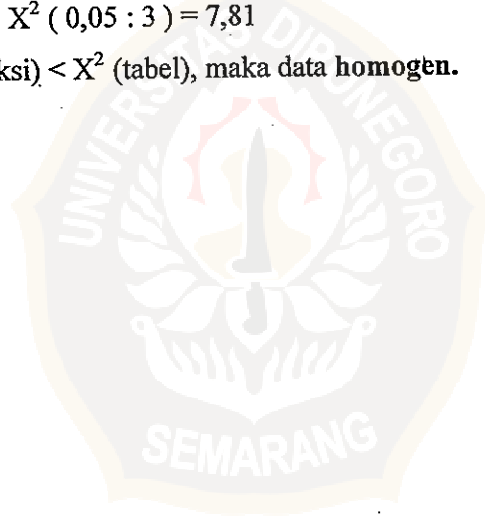 X² ( 0,05 : 3 ) = 7,81
ksi) < X² (tabel), maka data homogen.
UNIVERSITAS DIPONEGORO
SEMARANG